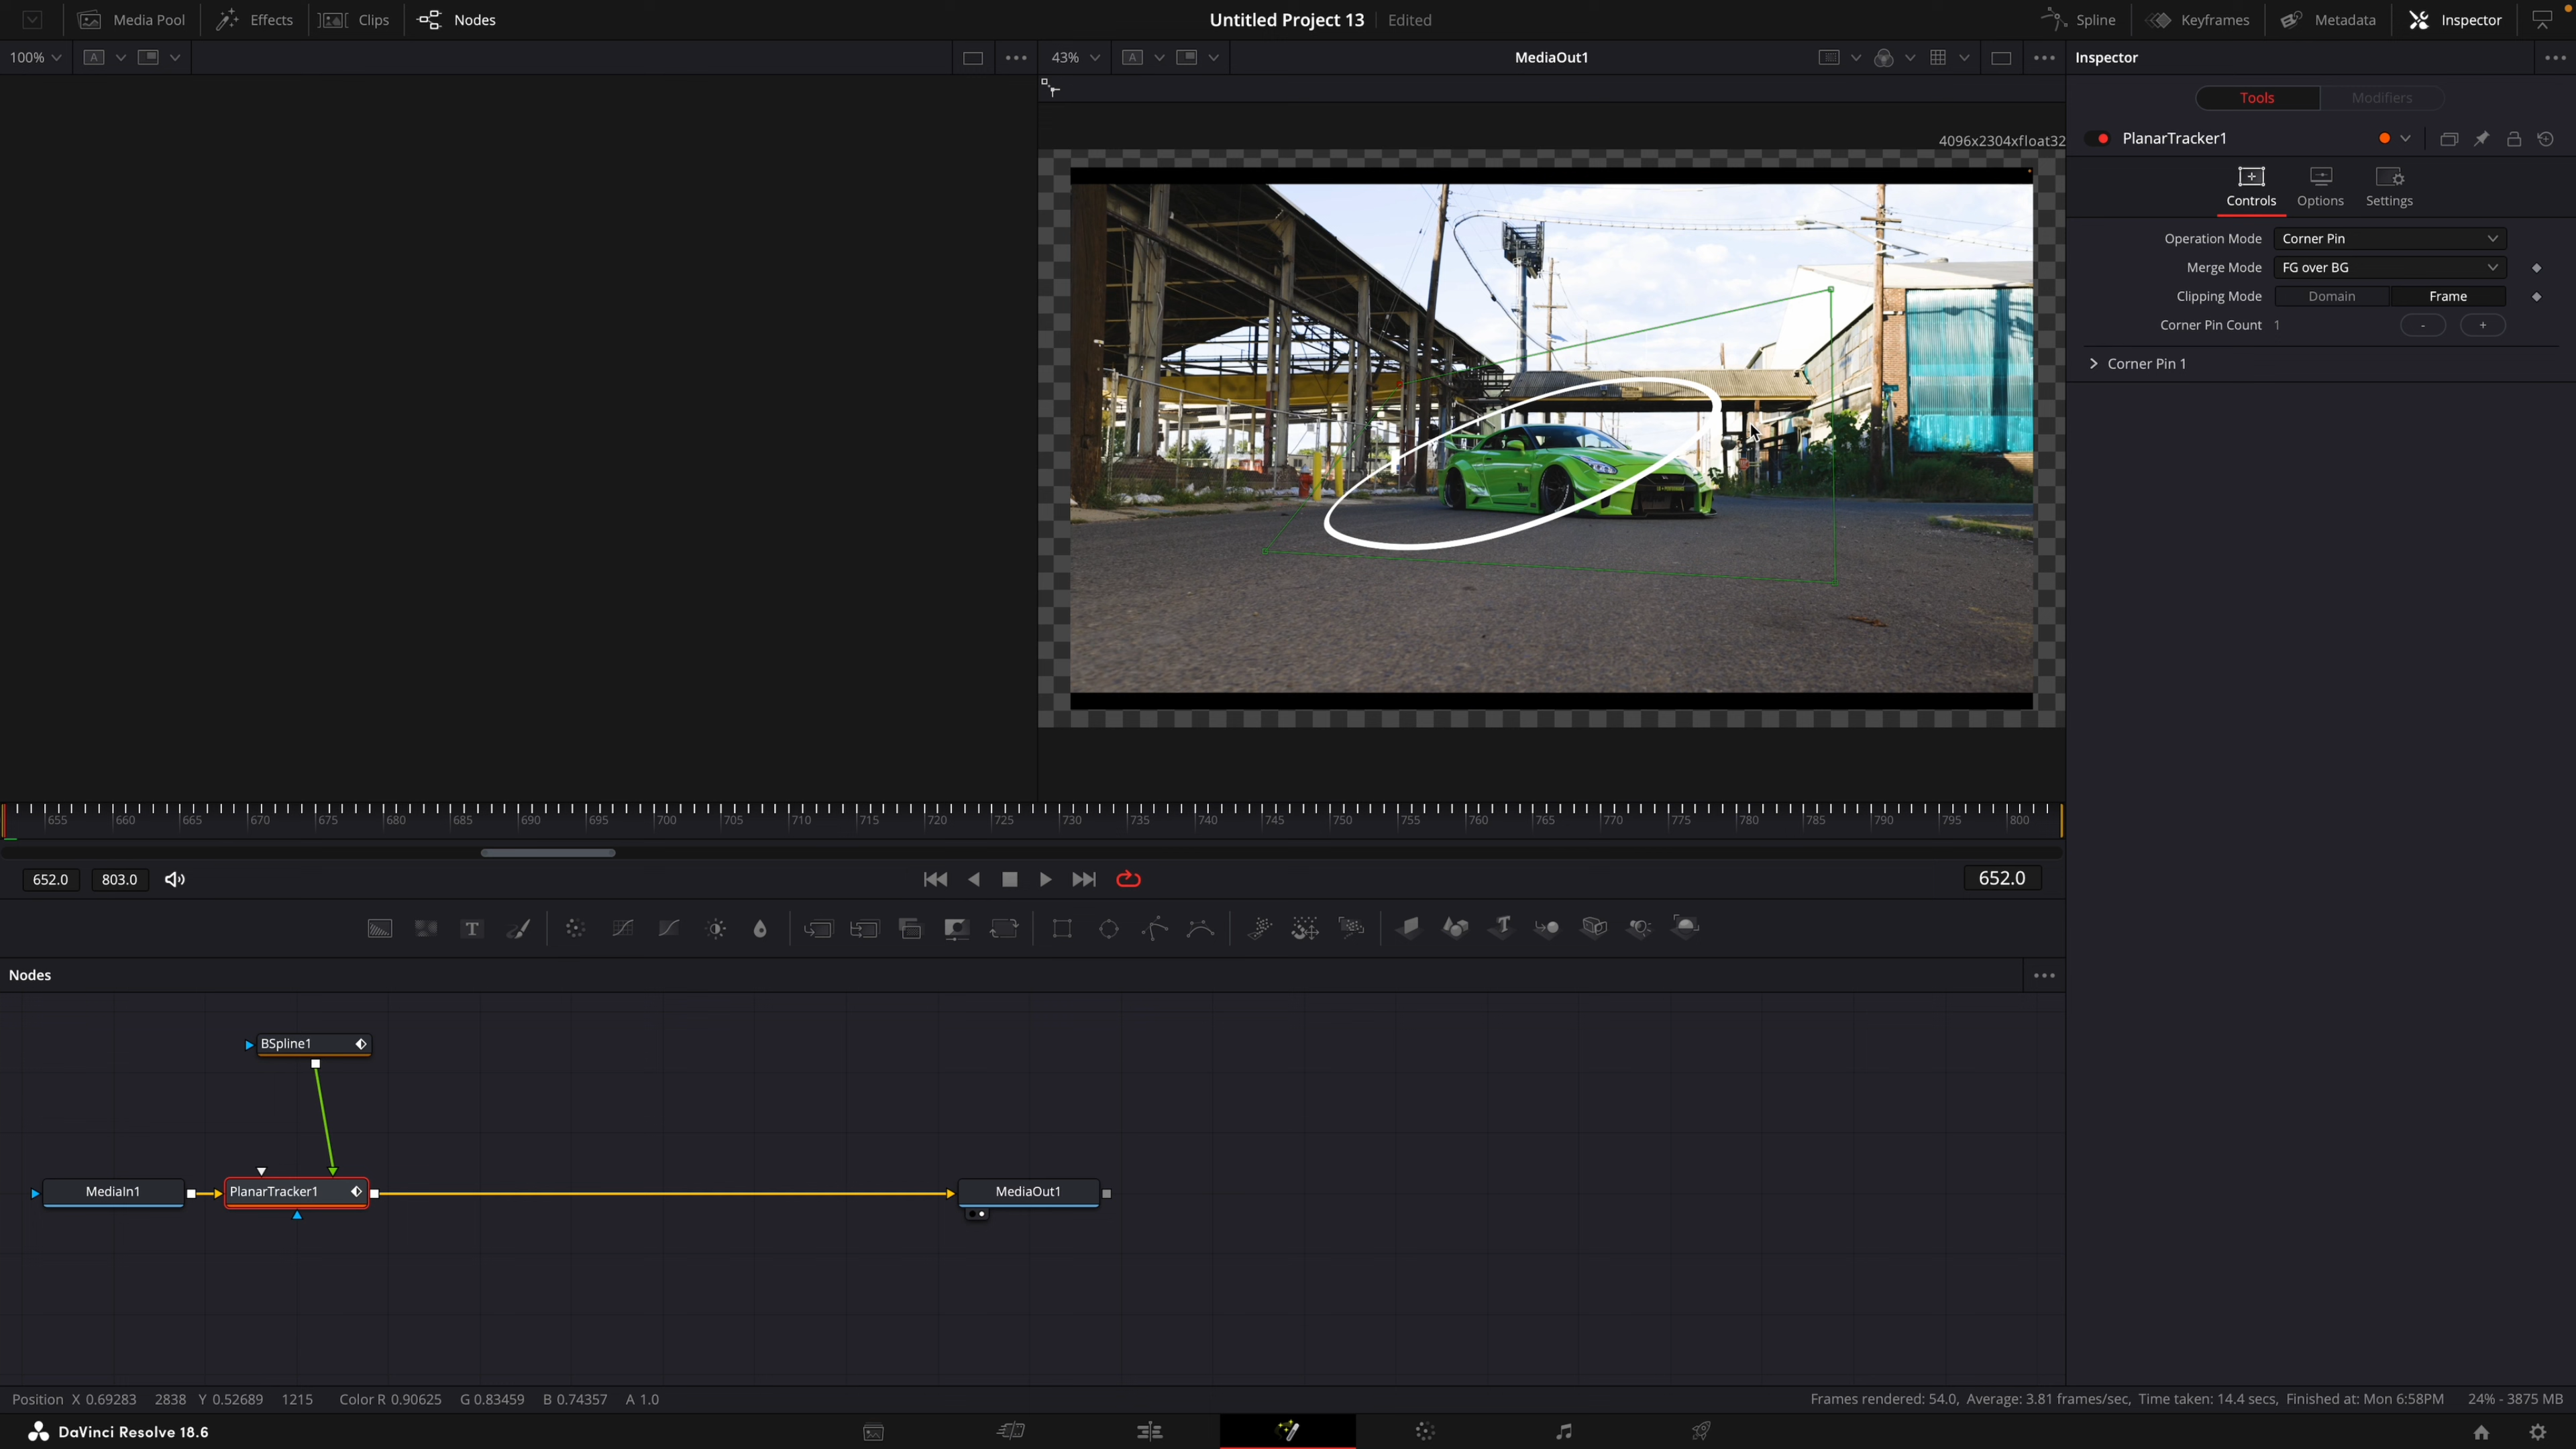 Media Pool Effects Clips Nodes Untitled Project 13 Edited Spline Keyframes Metadata Inspector
100% 43% MediaOut1 Inspector
Tools Modifiers
PlanarTracker1
4096x2304xfloat32
Controls Options Settings
Operation Mode Corner Pin
Merge Mode FG over BG
Clipping Mode Domain Frame
Corner Pin Count 1 - +
Corner Pin 1
655 660 665 670 675 680 685 690 695 700 705 710 715 720 725 730 735 740 745 750 755 760 765 770 775 780 785 790 795 800
652.0 803.0 652.0
Nodes
BSpline1
MediaIn1 PlanarTracker1 MediaOut1
Position X 0.69283 2838 Y 0.52689 1215 Color R 0.90625 G 0.83459 B 0.74357 A 1.0 Frames rendered: 54.0, Average: 3.81 frames/sec, Time taken: 14.4 secs, Finished at: Mon 6:58PM 24% - 3875 MB
DaVinci Resolve 18.6